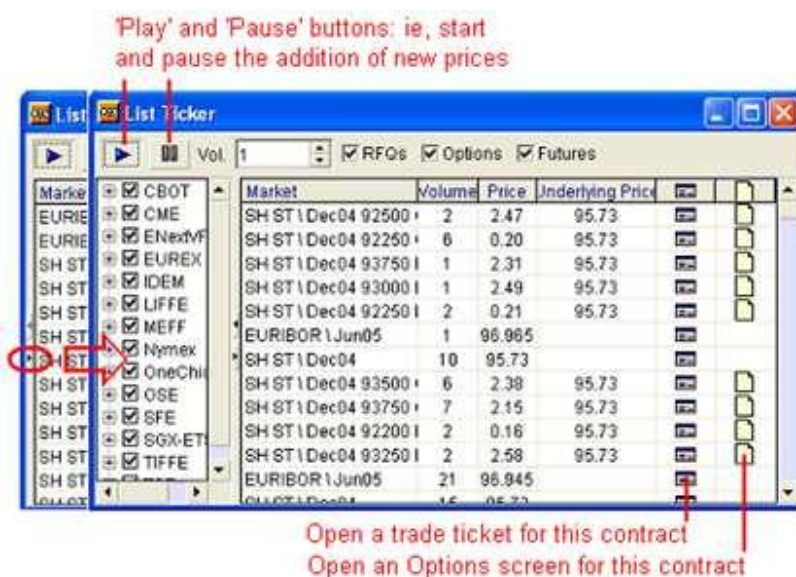 'Play' and 'Pause' buttons: ie, start
and pause the addition of new prices
List
Marke
EURIE
EURIE
SH ST
SH ST
SH ST
SH ST
SH ST
SH ST
SH ST
SH ST
SH ST
SH ST
List Ticker
Vol. 1 RFQs Options Futures
CBOT
CME
ENextVF
EUREX
IDEM
LIFFE
MEFF
Nymex
OneChi
OSE
SFE
SGX-ET
TIFFE
Market Volume Price Underlying Price
SH ST \ Dec04 92500 2 2.47 95.73
SH ST \ Dec04 92250 6 0.20 95.73
SH ST \ Dec04 93750 1 2.31 95.73
SH ST \ Dec04 93000 1 2.49 95.73
SH ST \ Dec04 92250 2 0.21 95.73
EURIBOR \ Jun05 1 96.965
SH ST \ Dec04 10 95.73
SH ST \ Dec04 93500 6 2.38 95.73
SH ST \ Dec04 93750 7 2.15 95.73
SH ST \ Dec04 92200 2 0.16 95.73
SH ST \ Dec04 93250 2 2.58 95.73
EURIBOR \ Jun05 21 96.945
Open a trade ticket for this contract
Open an Options screen for this contract